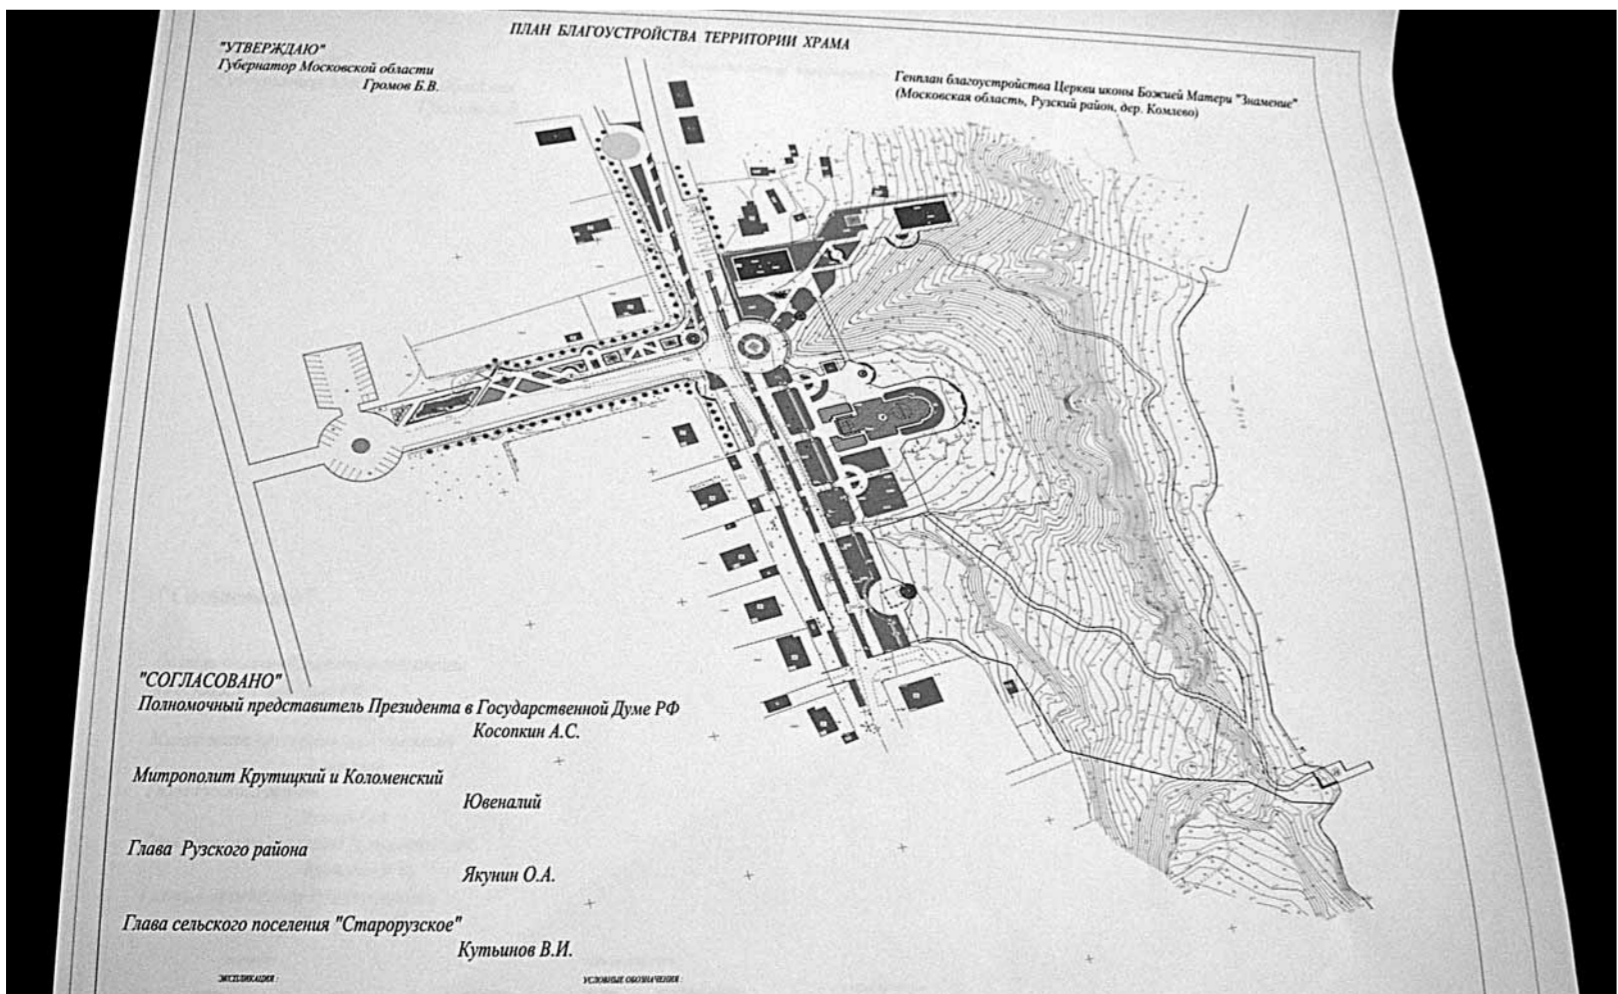 ПЛАН БЛАГОУСТРОЙСТВА ТЕРРИТОРИИ ХРАМА
"УТВЕРЖДАЮ"
Губернатор Московской области
Громов Б.В.
Генплан благоустройства Церкви иконы Божией Матери "Знамение"
(Московская область, Рузский район, дер. Комлево)
"СОГЛАСОВАНО"
Полномочный представитель Президента в Государственной Думе РФ
Косопкин А.С.
Митрополит Крутицкий и Коломенский
Ювеналий
Глава Рузского района
Якунин О.А.
Глава сельского поселения "Старорузское"
Кутьинов В.И.
ЭКСПЛИКАЦИЯ :
УСЛОВНЫЕ ОБОЗНАЧЕНИЯ :